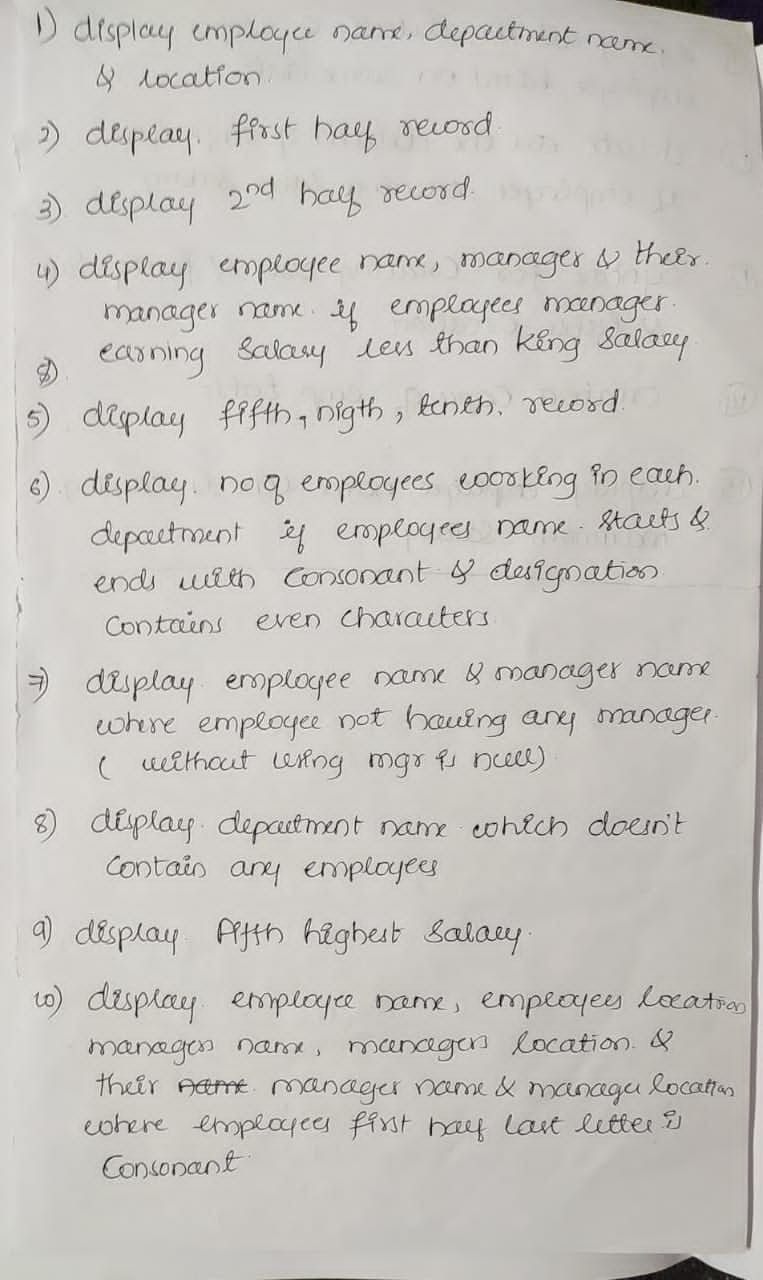 1) display employee name, department name,
& location.
2) display. first half record.
3) display 2nd half record.
4) display employee name, manager & their.
manager name. if employees manager.
earning salary less than king salary
5) display fifth, nigth, tenth. record.
6). display. no of employees working in each.
department if employees name. starts &
ends with consonant & designation
contains even characters
7) display employee name & manager name
where employee not having any manager.
( without using mgr is null)
8) display. department name which doesn't
contain any employees
9) display fifth highest salary.
10) display employee name, employees location
managers name, managers location. &
their name manager name & manager location
where employees first half last letter is
consonant